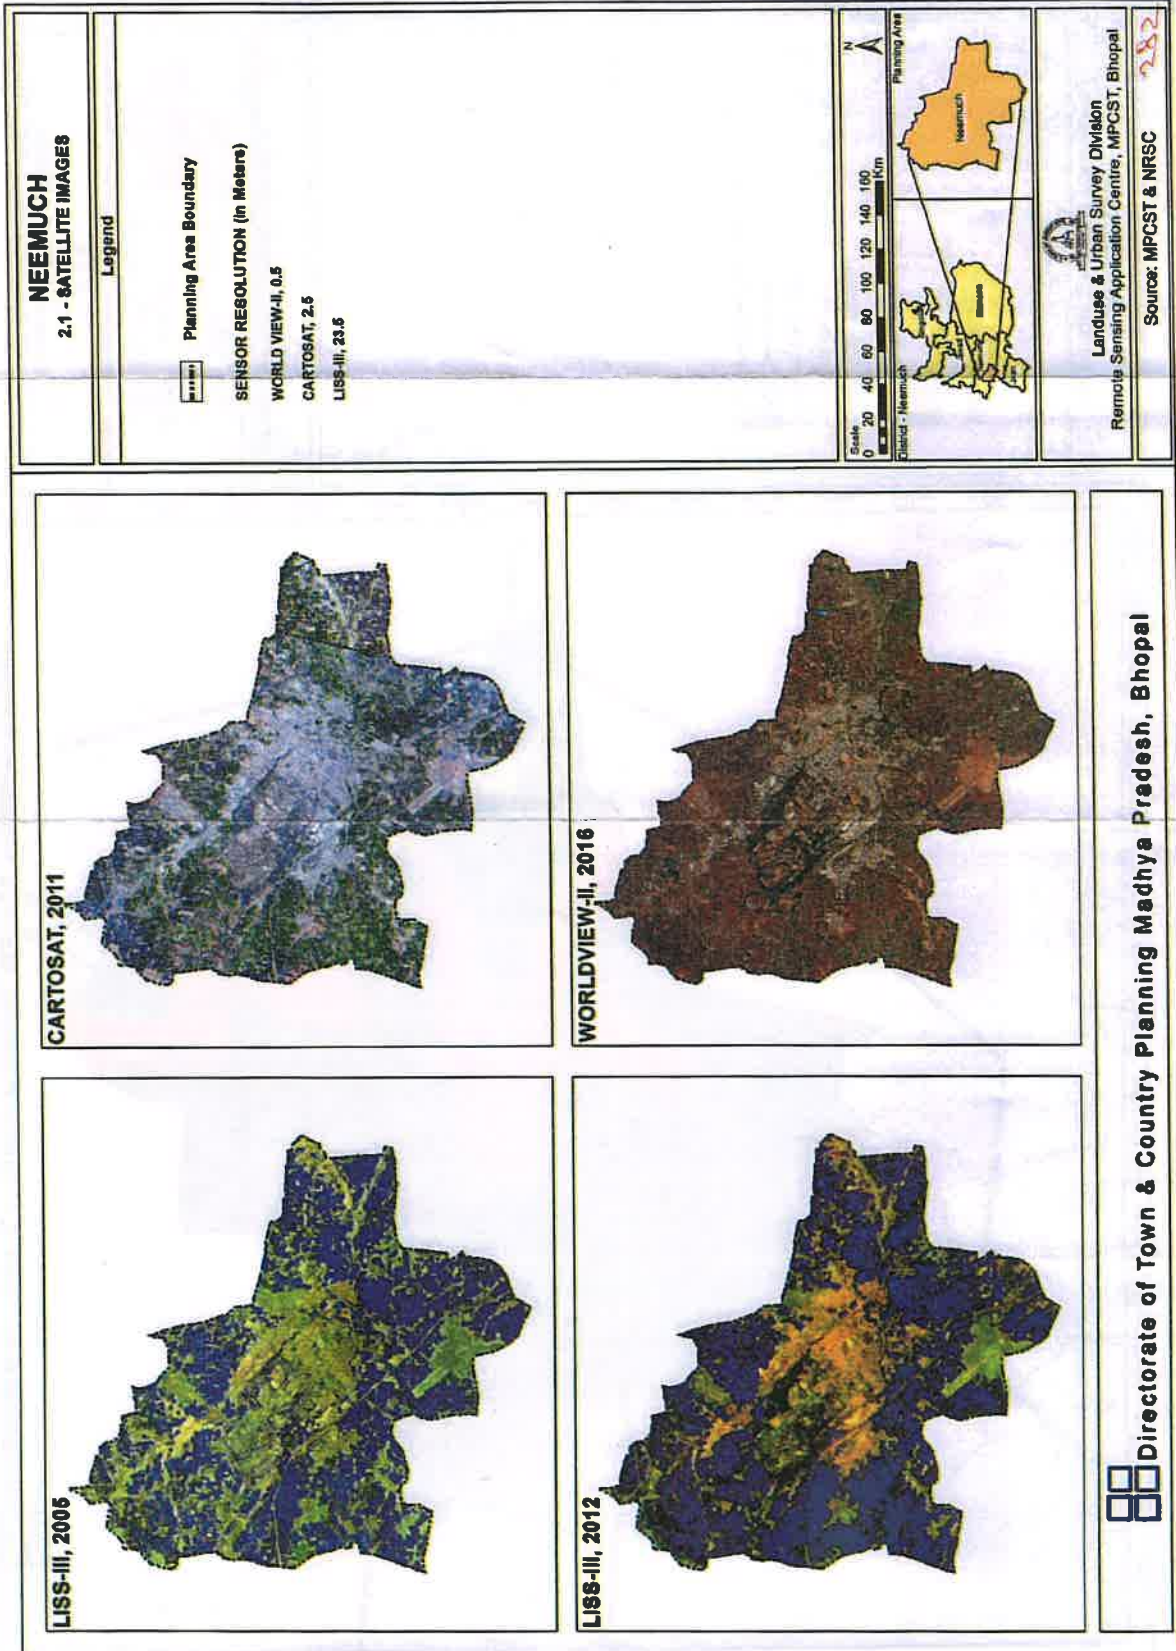 NEEMUCH
2.1 - SATELLITE IMAGES
Legend
Planning Area Boundary
SENSOR RESOLUTION (In Meters)
WORLD VIEW-II, 0.5
CARTOSAT, 2.5
LISS-III, 23.5
LISS-III, 2005
CARTOSAT, 2011
LISS-III, 2012
WORLDVIEW-II, 2016
N
Scale
0 20 40 60 80 100 120 140 160
Km
District - Neemuch
Planning Area
Neemuch
Landuse & Urban Survey Division
Remote Sensing Application Centre, MPCST, Bhopal
Source: MPCST & NRSC
282
Directorate of Town & Country Planning Madhya Pradesh, Bhopal